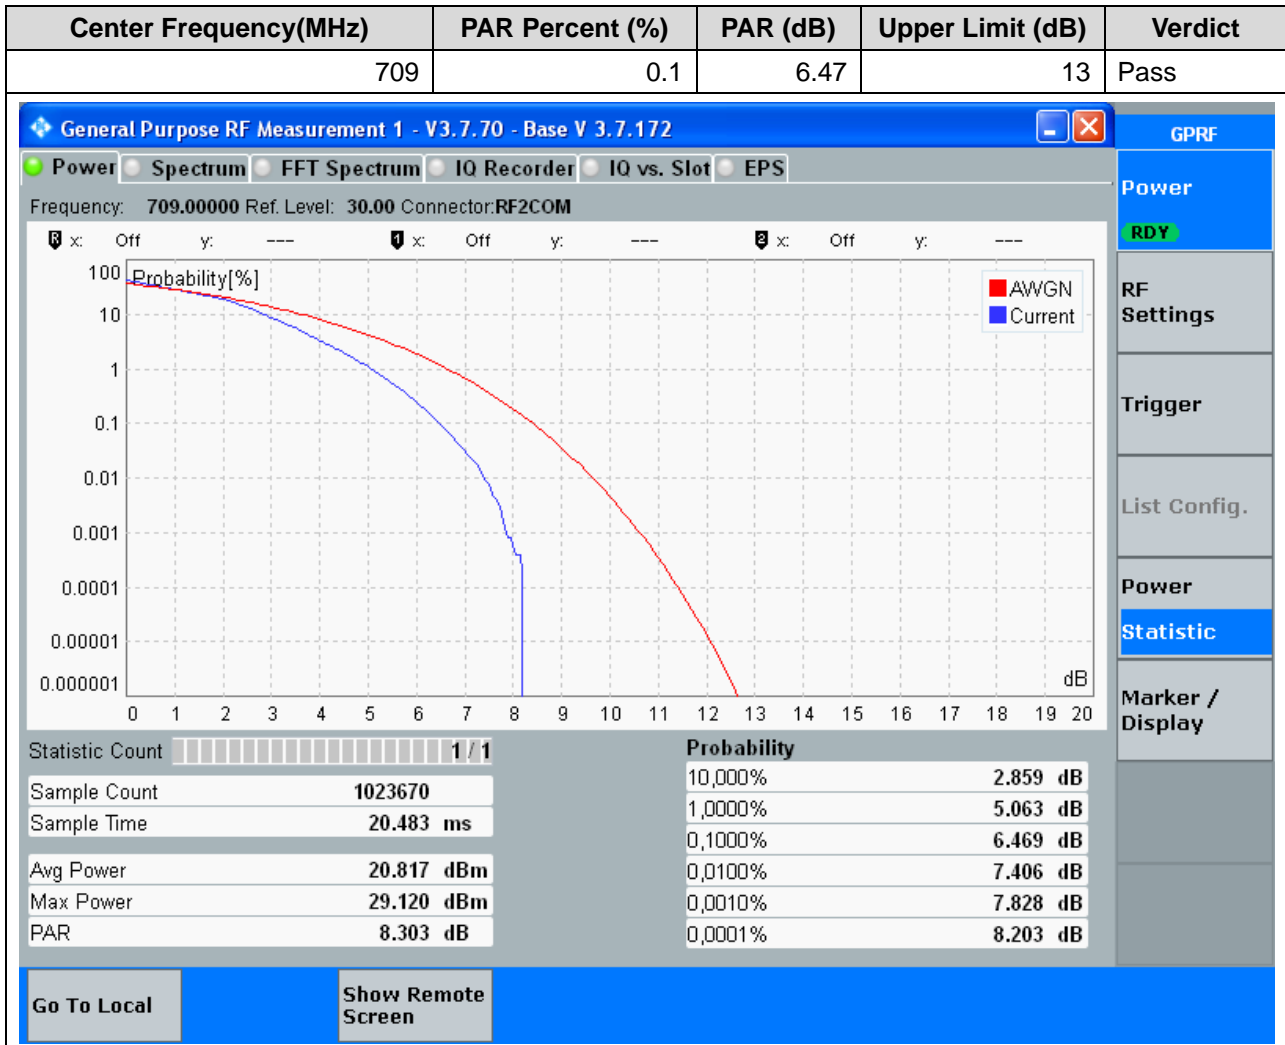 Center Frequency(MHz) PAR Percent (%) PAR (dB) Upper Limit (dB) Verdict
709 0.1 6.47 13 Pass
General Purpose RF Measurement 1 - V3.7.70 - Base V 3.7.172
GPRF
Power Spectrum FFT Spectrum IQ Recorder IQ vs. Slot EPS
Power
RDY
Frequency: 709.00000 Ref. Level: 30.00 Connector:RF2COM
R x: Off y: --- 1 x: Off y: --- 2 x: Off y: ---
Probability[%]
100
10
1
0.1
0.01
0.001
0.0001
0.00001
0.000001
AWGN
Current
dB
0 1 2 3 4 5 6 7 8 9 10 11 12 13 14 15 16 17 18 19 20
RF
Settings
Trigger
List Config.
Power
Statistic
Marker /
Display
Statistic Count 1 / 1
Sample Count 1023670
Sample Time 20.483 ms
Avg Power 20.817 dBm
Max Power 29.120 dBm
PAR 8.303 dB
Probability
10,000% 2.859 dB
1,0000% 5.063 dB
0,1000% 6.469 dB
0,0100% 7.406 dB
0,0010% 7.828 dB
0,0001% 8.203 dB
Go To Local
Show Remote
Screen